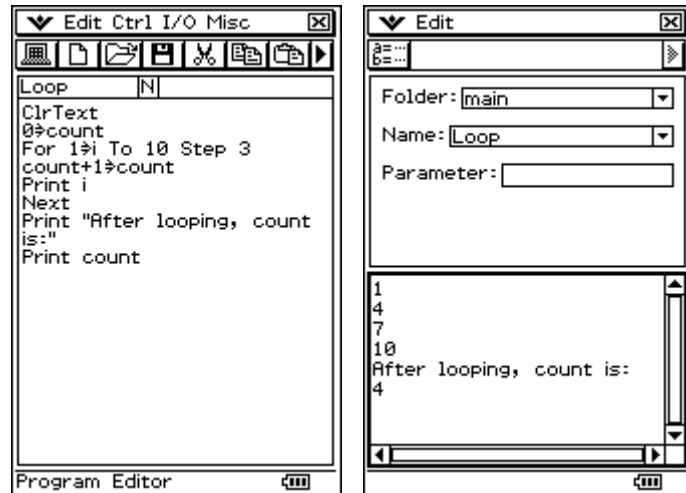 Edit Ctrl I/O Misc
Loop N
ClrText
0⇒count
For 1⇒i To 10 Step 3
count+1⇒count
Print i
Next
Print "After looping, count
is:"
Print count
Program Editor
Edit
a=
b=
Folder: main
Name: Loop
Parameter:
1
4
7
10
After looping, count is:
4